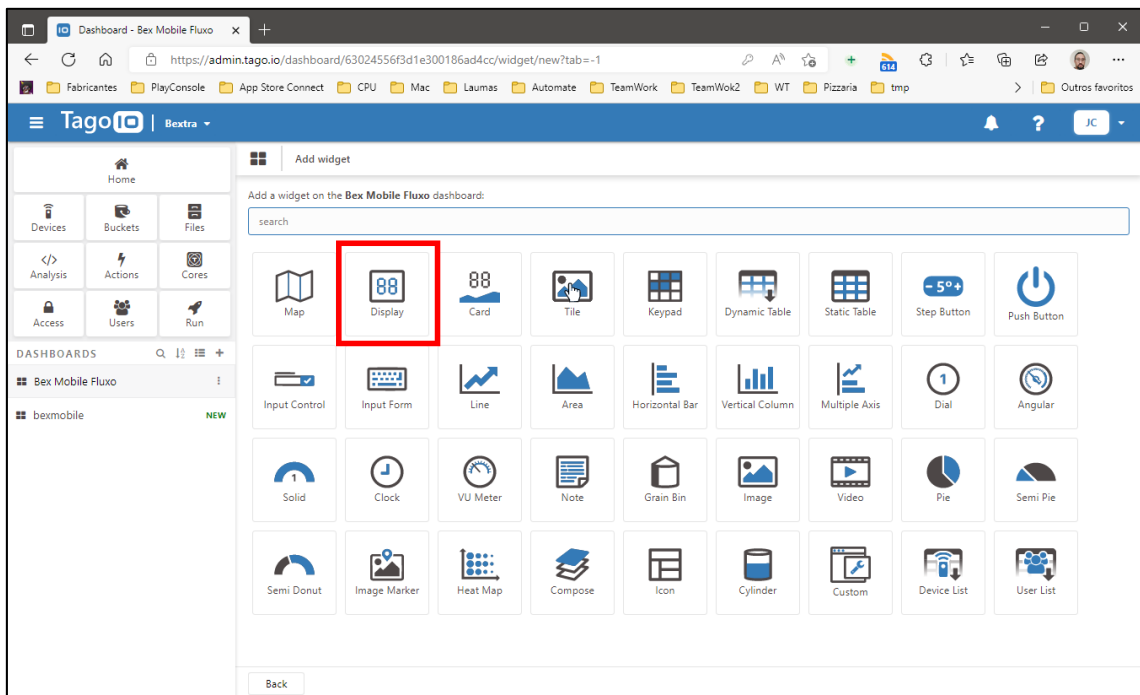 Dashboard - Bex Mobile Fluxo
https://admin.tago.io/dashboard/63024556f3d1e300186ad4cc/widget/new?tab=-1
614
Fabricantes PlayConsole App Store Connect CPU Mac Laumas Automate TeamWork TeamWok2 WT Pizzaria tmp Outros favoritos
Tago IO | Bextra JC
Home
Devices Buckets Files
Analysis Actions Cores
Access Users Run
DASHBOARDS
Bex Mobile Fluxo
bexmobile NEW
Add widget
Add a widget on the Bex Mobile Fluxo dashboard:
search
88 88 - 5° +
Map Display Card Tile Keypad Dynamic Table Static Table Step Button Push Button
1
Input Control Input Form Line Area Horizontal Bar Vertical Column Multiple Axis Dial Angular
1
Solid Clock VU Meter Note Grain Bin Image Video Pie Semi Pie
Semi Donut Image Marker Heat Map Compose Icon Cylinder Custom Device List User List
Back